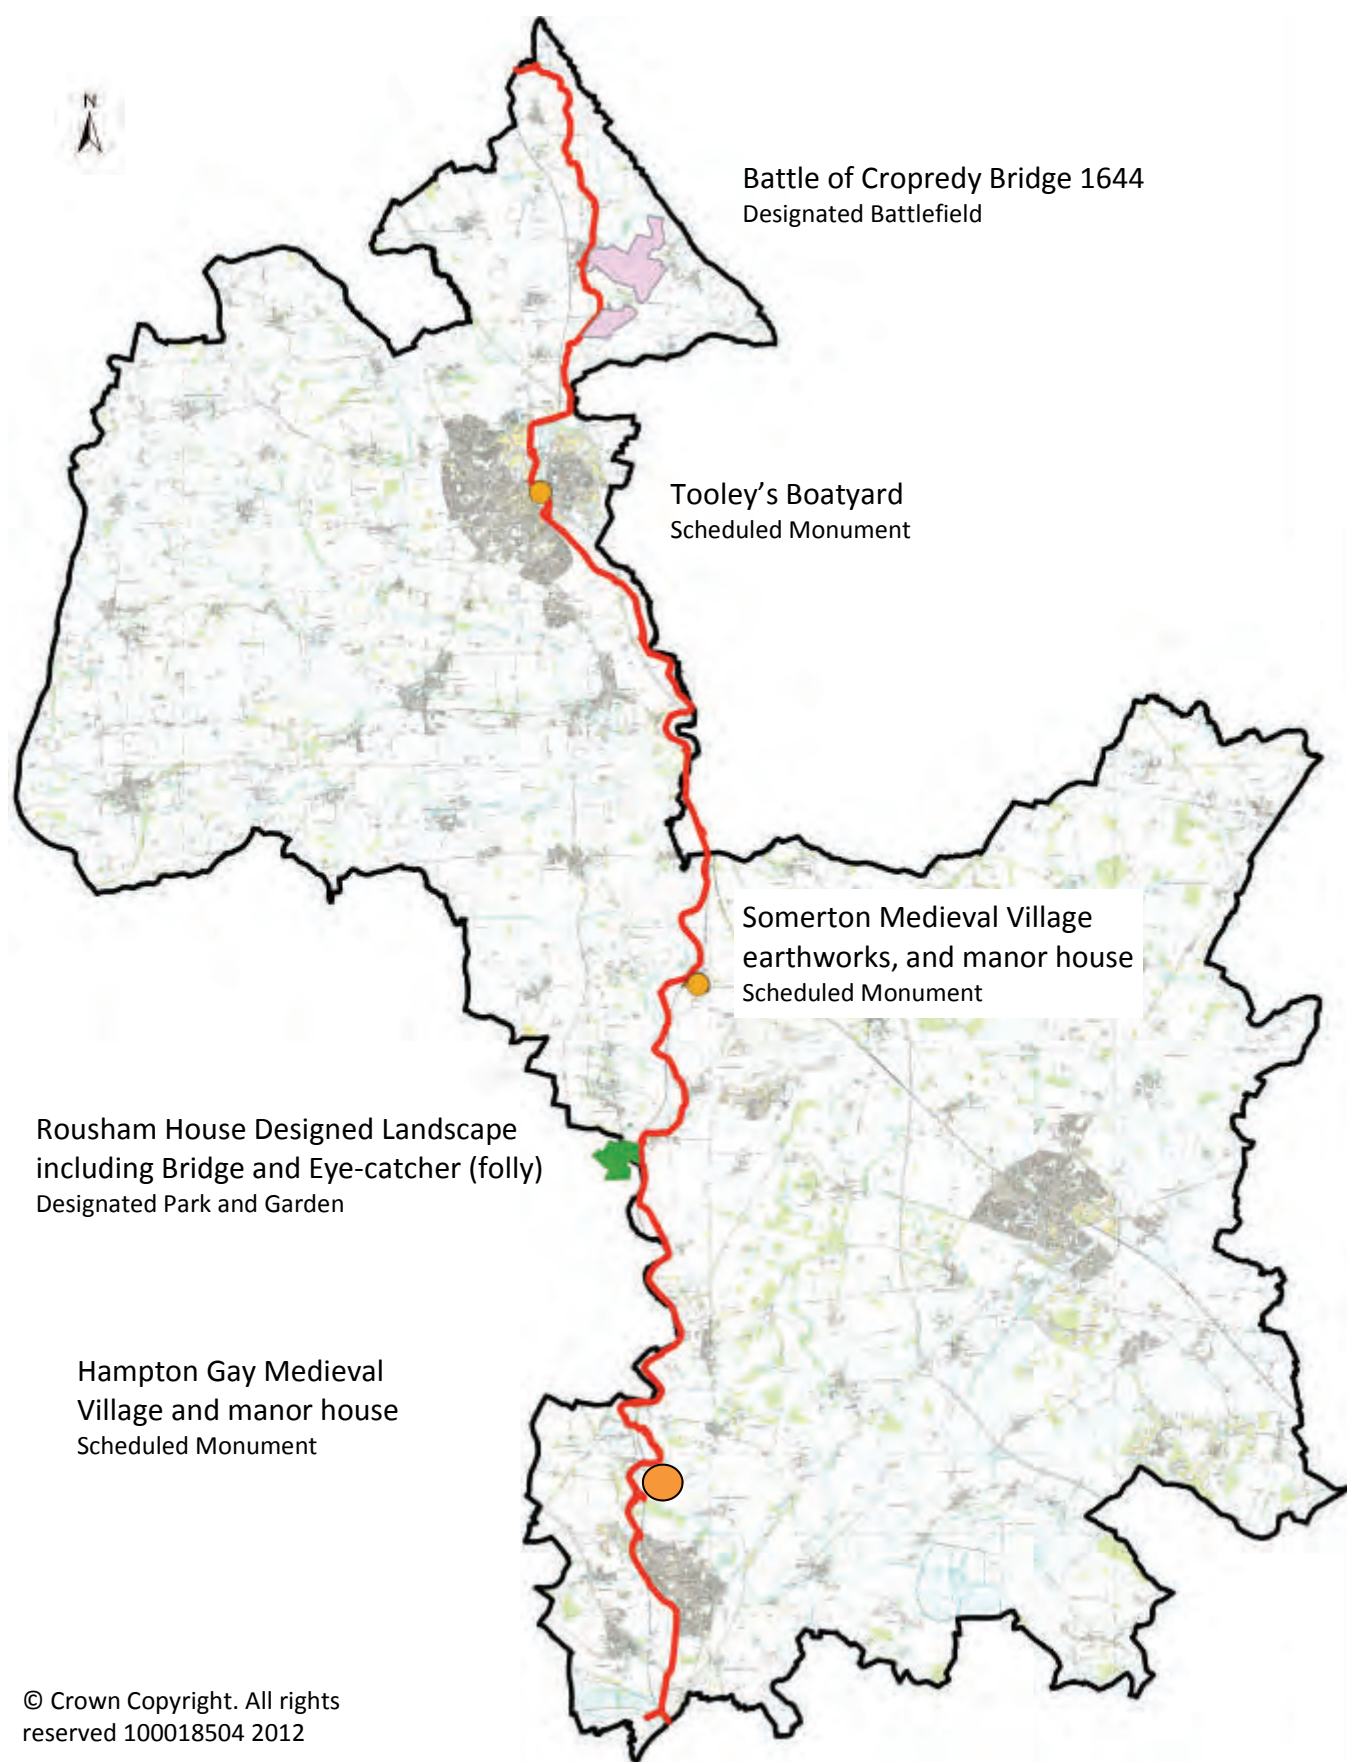 N
Battle of Cropredy Bridge 1644
Designated Battlefield
Tooley’s Boatyard
Scheduled Monument
Somerton Medieval Village
earthworks, and manor house
Scheduled Monument
Rousham House Designed Landscape
including Bridge and Eye-catcher (folly)
Designated Park and Garden
Hampton Gay Medieval
Village and manor house
Scheduled Monument
© Crown Copyright. All rights
reserved 100018504 2012